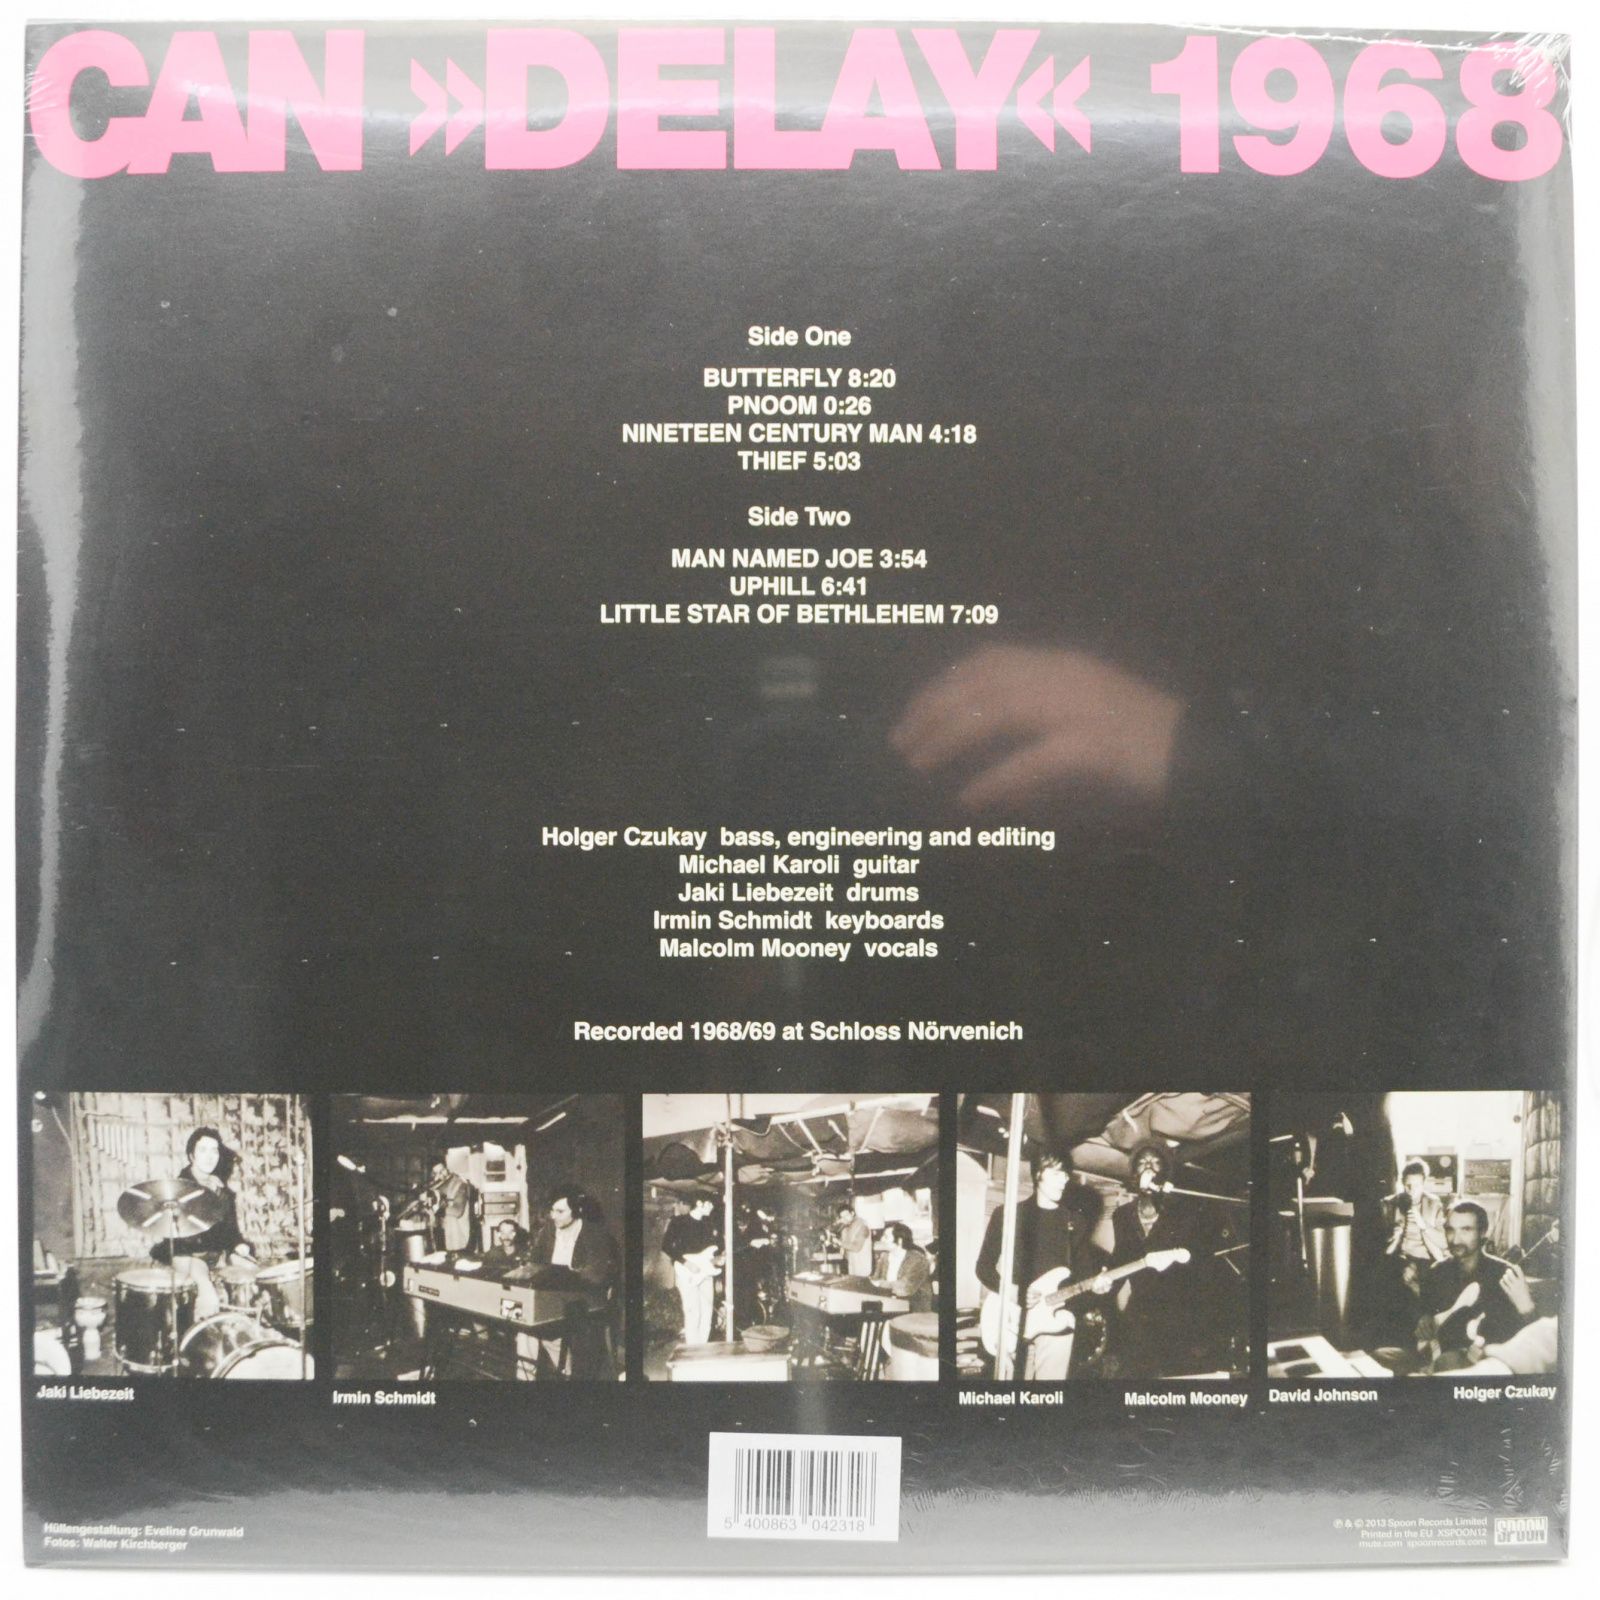 CAN »DELAY« 1968
Side One
BUTTERFLY 8:20
PNOOM 0:26
NINETEEN CENTURY MAN 4:18
THIEF 5:03
Side Two
MAN NAMED JOE 3:54
UPHILL 6:41
LITTLE STAR OF BETHLEHEM 7:09
Holger Czukay bass, engineering and editing
Michael Karoli guitar
Jaki Liebezeit drums
Irmin Schmidt keyboards
Malcolm Mooney vocals
Recorded 1968/69 at Schloss Nörvenich
Jaki Liebezeit
Irmin Schmidt
Michael Karoli Malcolm Mooney
David Johnson Holger Czukay
5 400863 042318
Hüllengestaltung: Eveline Grunwald
Fotos: Walter Kirchberger
℗ & © 2013 Spoon Records Limited
Printed in the EU XSPOON12
mute.com spoonrecords.com
SPOON